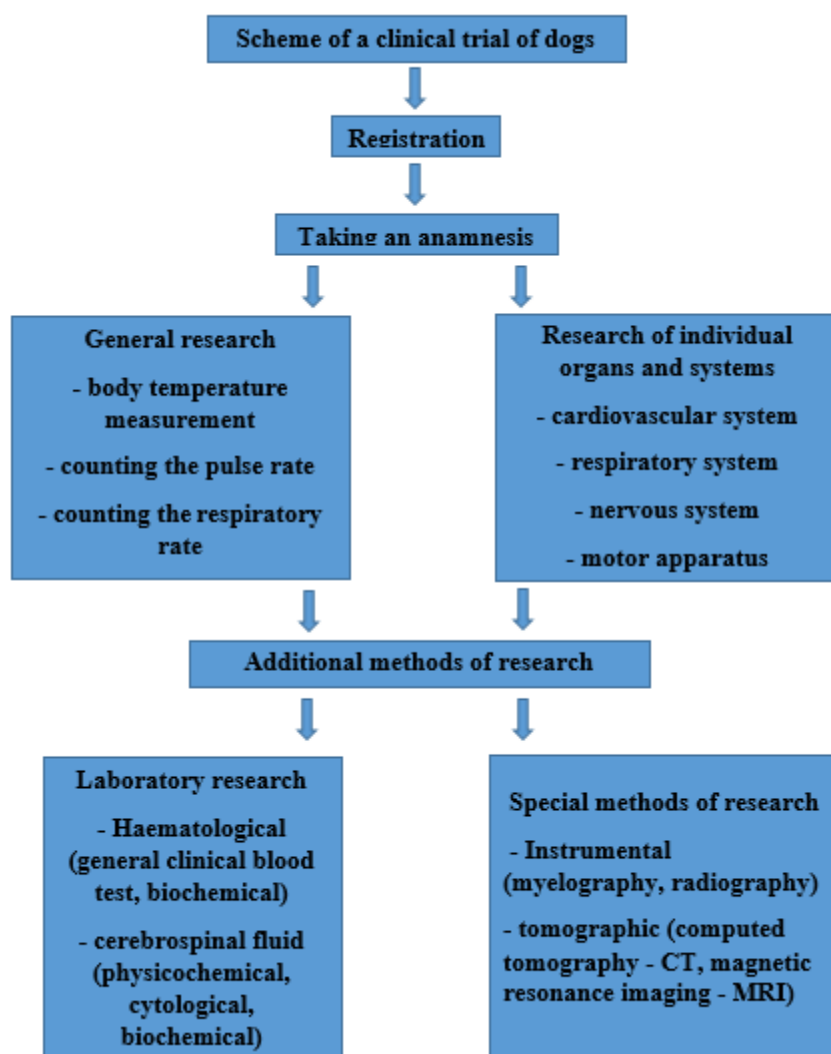 Scheme of a clinical trial of dogs
Registration
Taking an anamnesis
General research
- body temperature
measurement
- counting the pulse rate
- counting the respiratory
rate
Research of individual
organs and systems
- cardiovascular system
- respiratory system
- nervous system
- motor apparatus
Additional methods of research
Laboratory research
- Haematological
(general clinical blood
test, biochemical)
- cerebrospinal fluid
(physicochemical,
cytological,
biochemical)
Special methods of research
- Instrumental
(myelography, radiography)
- tomographic (computed
tomography - CT, magnetic
resonance imaging - MRI)